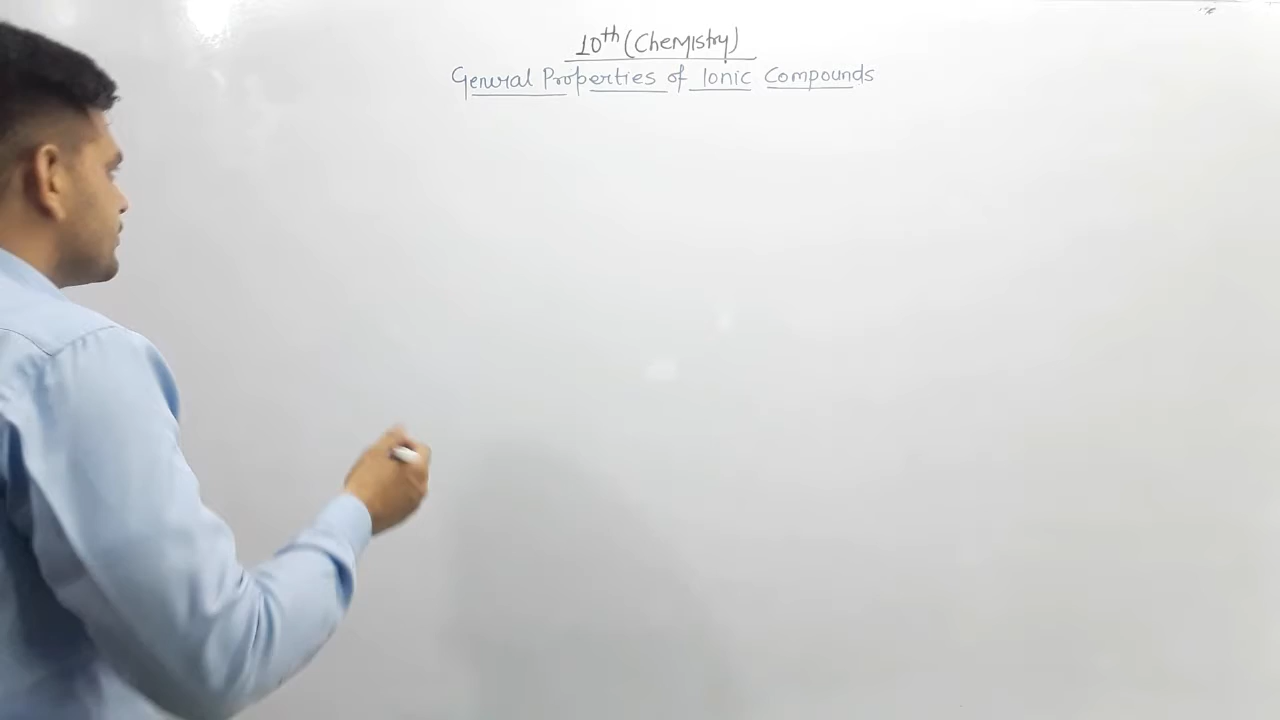 10th (Chemistry)
General Properties of Ionic Compounds